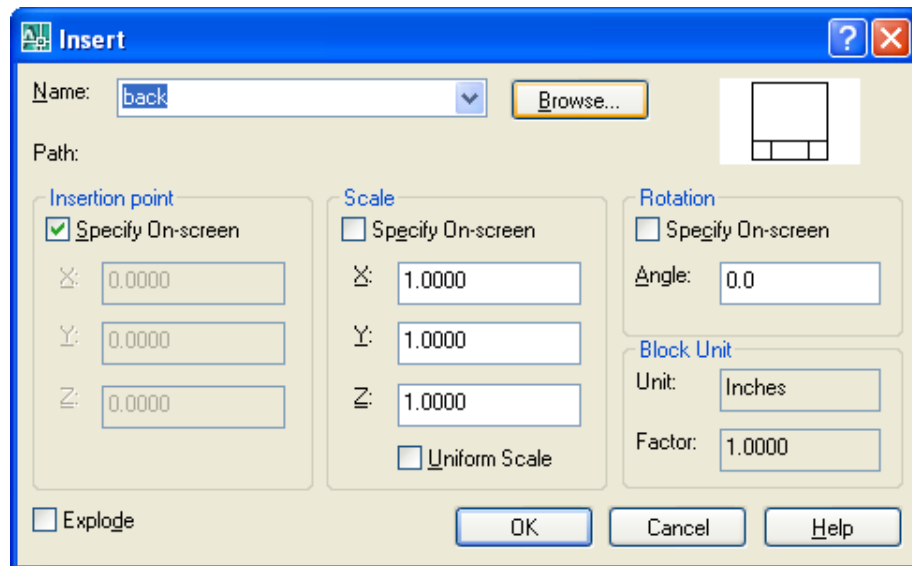 Insert
Name:
back
Browse...
Path:
Insertion point
Specify On-screen
X: 0.0000
Y: 0.0000
Z: 0.0000
Scale
Specify On-screen
X: 1.0000
Y: 1.0000
Z: 1.0000
Uniform Scale
Rotation
Specify On-screen
Angle: 0.0
Block Unit
Unit: Inches
Factor: 1.0000
Explode
OK
Cancel
Help